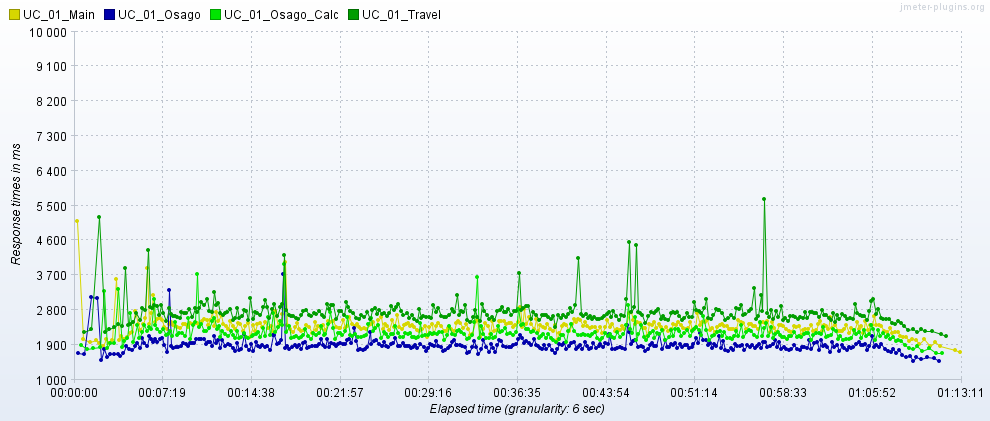 UC_01_Main UC_01_Osago UC_01_Osago_Calc UC_01_Travel
jmeter-plugins.org
10 000
9 100
8 200
7 300
6 400
5 500
4 600
3 700
2 800
1 900
1 000
Response times in ms
00:00:00 00:07:19 00:14:38 00:21:57 00:29:16 00:36:35 00:43:54 00:51:14 00:58:33 01:05:52 01:13:11
Elapsed time (granularity: 6 sec)